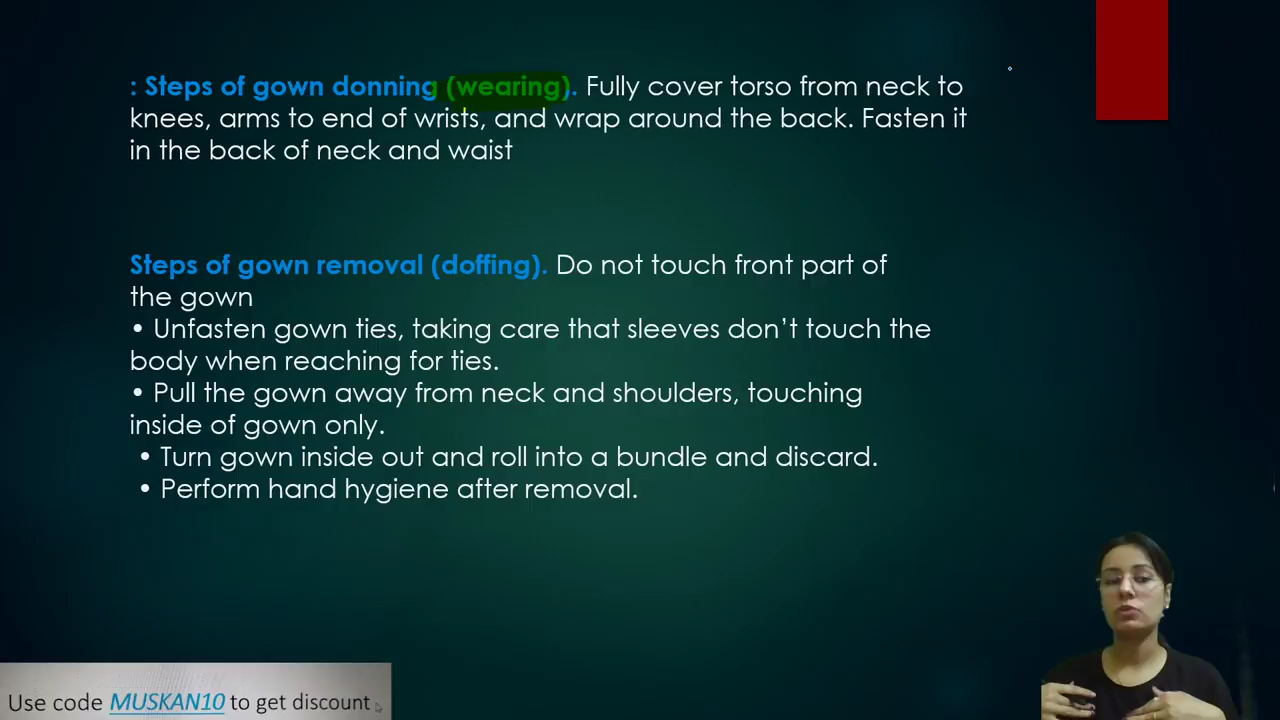 : Steps of gown donning (wearing). Fully cover torso from neck to
knees, arms to end of wrists, and wrap around the back. Fasten it
in the back of neck and waist
Steps of gown removal (doffing). Do not touch front part of
the gown
• Unfasten gown ties, taking care that sleeves don’t touch the
body when reaching for ties.
• Pull the gown away from neck and shoulders, touching
inside of gown only.
• Turn gown inside out and roll into a bundle and discard.
• Perform hand hygiene after removal.
Use code MUSKAN10 to get discount